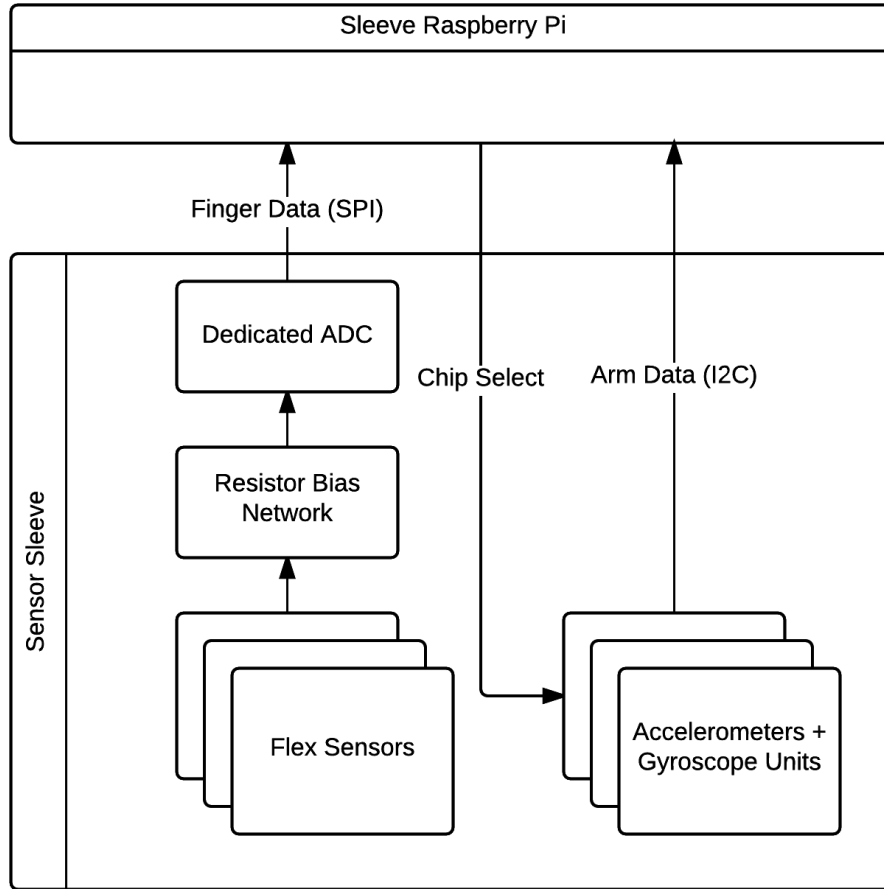 Sleeve Raspberry Pi
Finger Data (SPI)
Dedicated ADC
Chip Select
Arm Data (I2C)
Resistor Bias
Network
Sensor Sleeve
Flex Sensors
Accelerometers +
Gyroscope Units